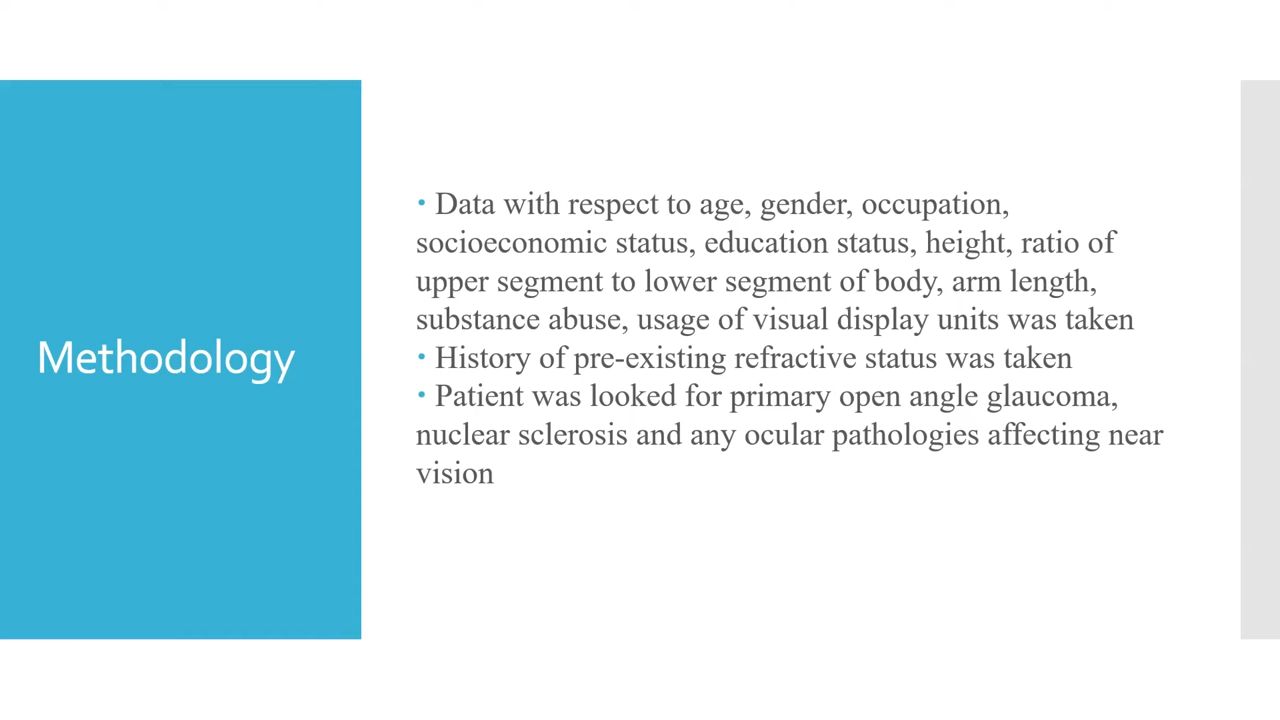 Methodology
• Data with respect to age, gender, occupation,
socioeconomic status, education status, height, ratio of
upper segment to lower segment of body, arm length,
substance abuse, usage of visual display units was taken
• History of pre-existing refractive status was taken
• Patient was looked for primary open angle glaucoma,
nuclear sclerosis and any ocular pathologies affecting near
vision